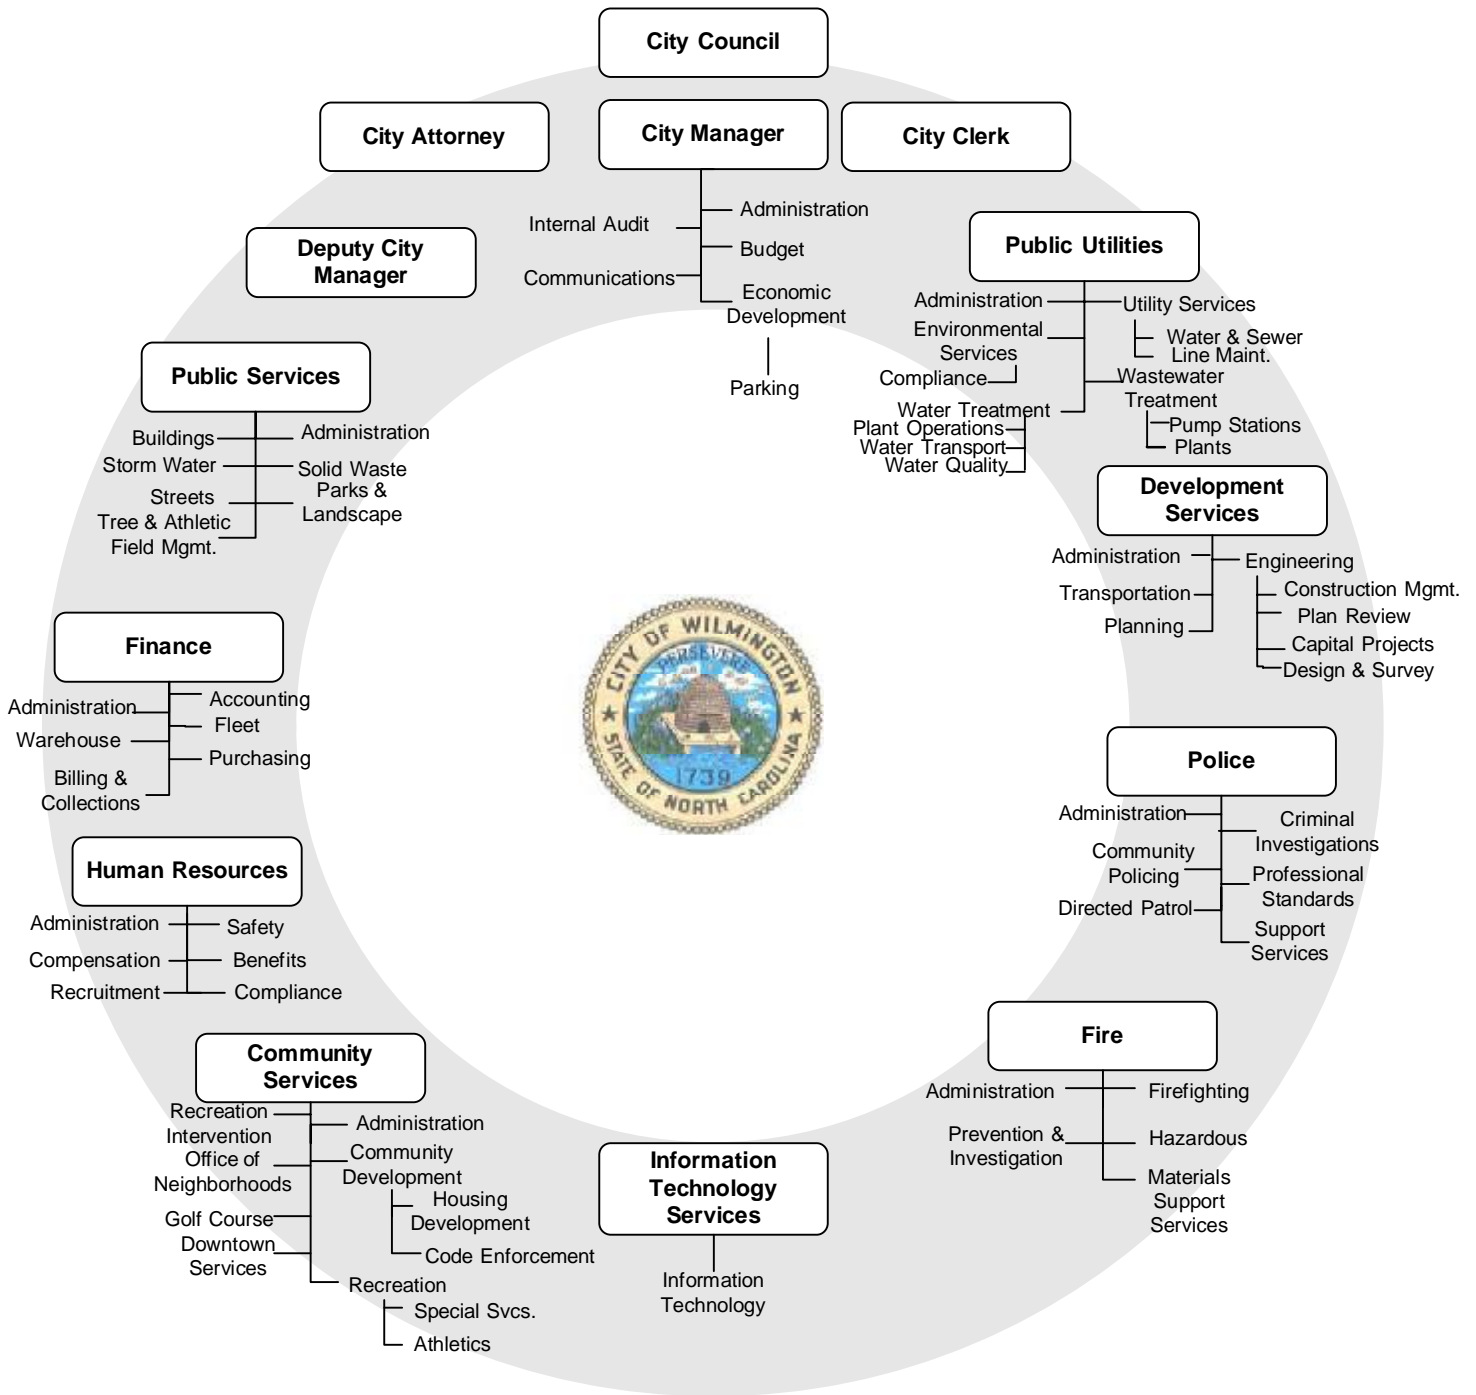 City Council
City Attorney
City Manager
City Clerk
Internal Audit
Communications
Administration
Budget
Economic
Development
Parking
Deputy City
Manager
Public Utilities
Administration
Environmental
Services
Compliance
Water Treatment
Plant Operations
Water Transport
Water Quality
Utility Services
Water & Sewer
Line Maint.
Wastewater
Treatment
Pump Stations
Plants
Public Services
Buildings
Storm Water
Streets
Tree & Athletic
Field Mgmt.
Administration
Solid Waste
Parks &
Landscape
Development
Services
Administration
Transportation
Planning
Engineering
Construction Mgmt.
Plan Review
Capital Projects
Design & Survey
Finance
Administration
Warehouse
Billing &
Collections
Accounting
Fleet
Purchasing
CITY OF WILMINGTON
PERSEVERE
1739
STATE OF NORTH CAROLINA
Police
Administration
Community
Policing
Directed Patrol
Criminal
Investigations
Professional
Standards
Support
Services
Human Resources
Administration
Compensation
Recruitment
Safety
Benefits
Compliance
Fire
Administration
Prevention &
Investigation
Firefighting
Hazardous
Materials
Support
Services
Community
Services
Recreation
Intervention
Office of
Neighborhoods
Golf Course
Downtown
Services
Administration
Community
Development
Housing
Development
Code Enforcement
Recreation
Special Svcs.
Athletics
Information
Technology
Services
Information
Technology